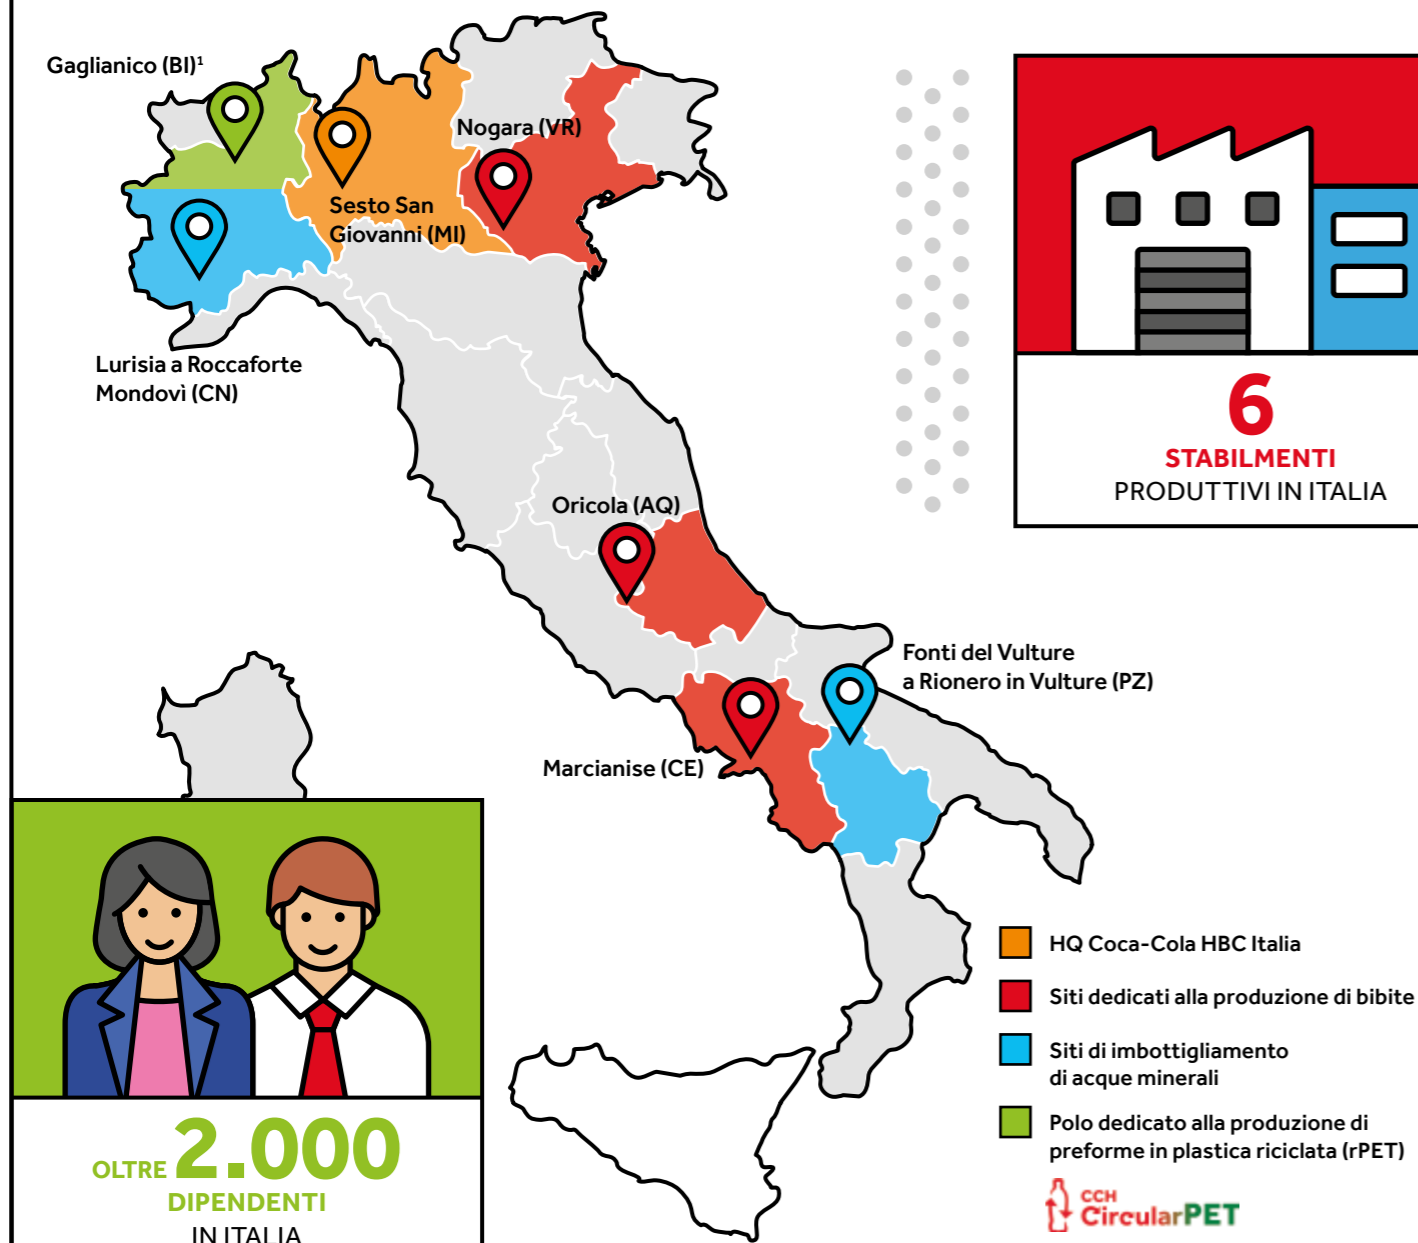 Gaglianico (BI)¹
Nogara (VR)
Sesto San
Giovanni (MI)
Lurisia a Roccaforte
Mondovì (CN)
6
STABILMENTI
PRODUTTIVI IN ITALIA
Oricola (AQ)
Fonti del Vulture
a Rionero in Vulture (PZ)
Marcianise (CE)
HQ Coca-Cola HBC Italia
Siti dedicati alla produzione di bibite
Siti di imbottigliamento
di acque minerali
Polo dedicato alla produzione di
preforme in plastica riciclata (rPET)
CCH
CircularPET
OLTRE 2.000
DIPENDENTI
IN ITALIA